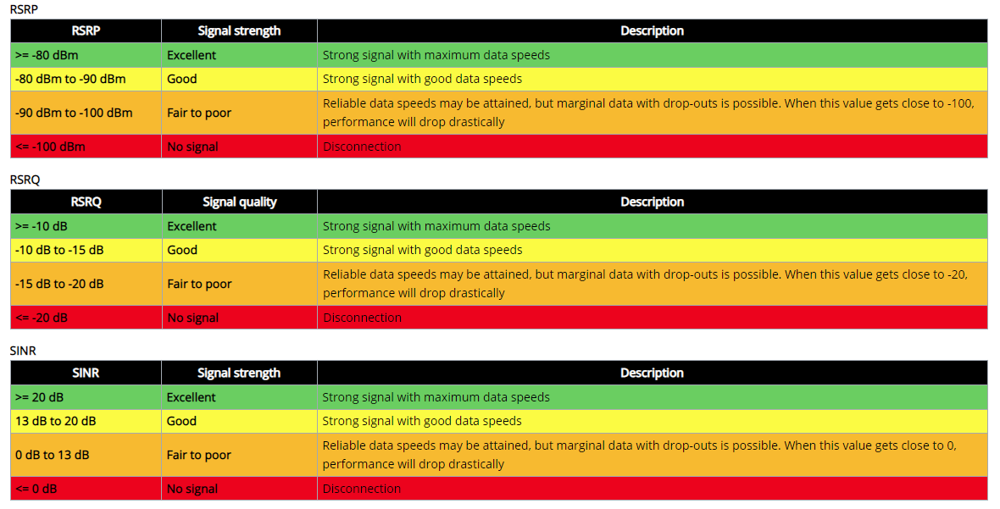 RSRP
RSRP Signal strength Description
>= -80 dBm Excellent Strong signal with maximum data speeds
-80 dBm to -90 dBm Good Strong signal with good data speeds
-90 dBm to -100 dBm Fair to poor Reliable data speeds may be attained, but marginal data with drop-outs is possible. When this value gets close to -100,
performance will drop drastically
<= -100 dBm No signal Disconnection
RSRQ
RSRQ Signal quality Description
>= -10 dB Excellent Strong signal with maximum data speeds
-10 dB to -15 dB Good Strong signal with good data speeds
-15 dB to -20 dB Fair to poor Reliable data speeds may be attained, but marginal data with drop-outs is possible. When this value gets close to -20,
performance will drop drastically
<= -20 dB No signal Disconnection
SINR
SINR Signal strength Description
>= 20 dB Excellent Strong signal with maximum data speeds
13 dB to 20 dB Good Strong signal with good data speeds
0 dB to 13 dB Fair to poor Reliable data speeds may be attained, but marginal data with drop-outs is possible. When this value gets close to 0,
performance will drop drastically
<= 0 dB No signal Disconnection